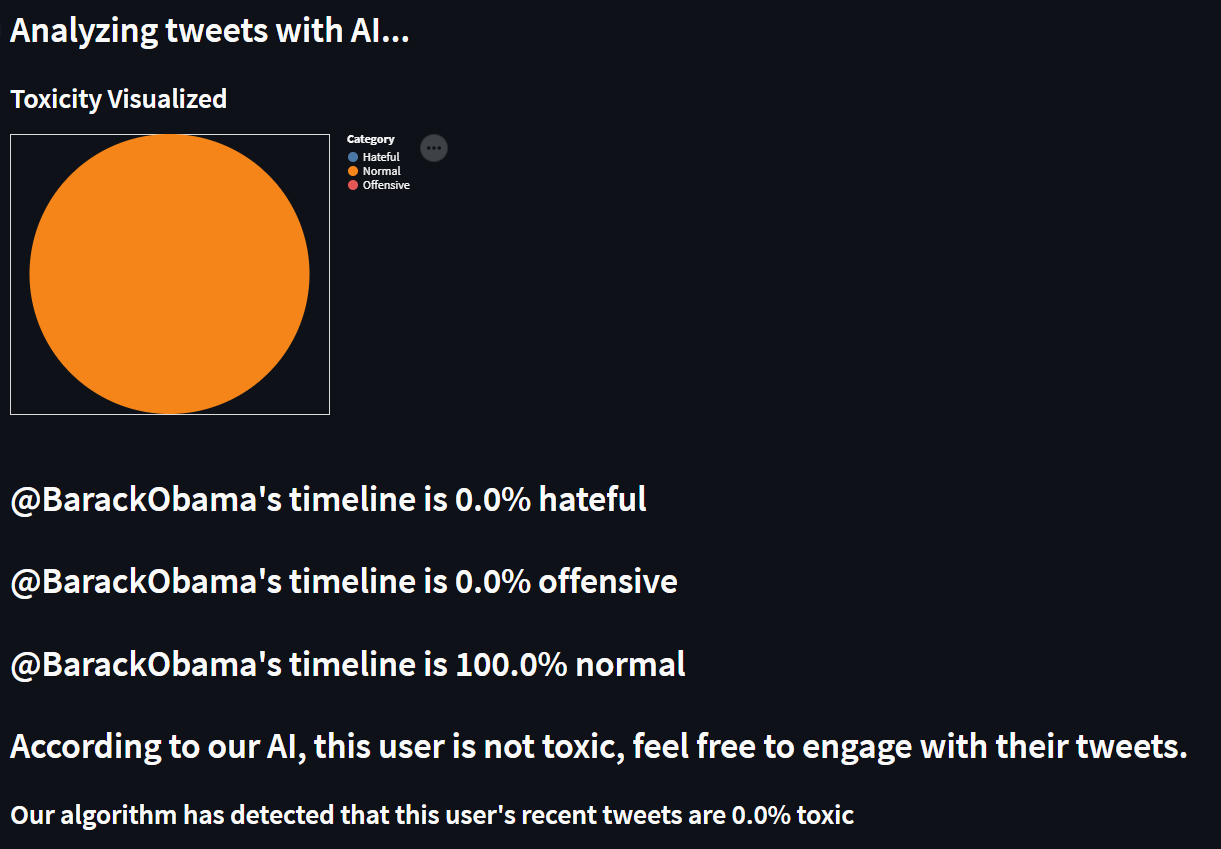 Analyzing tweets with AI...
Toxicity Visualized
Category
Hateful
Normal
Offensive
@BarackObama's timeline is 0.0% hateful
@BarackObama's timeline is 0.0% offensive
@BarackObama's timeline is 100.0% normal
According to our AI, this user is not toxic, feel free to engage with their tweets.
Our algorithm has detected that this user's recent tweets are 0.0% toxic